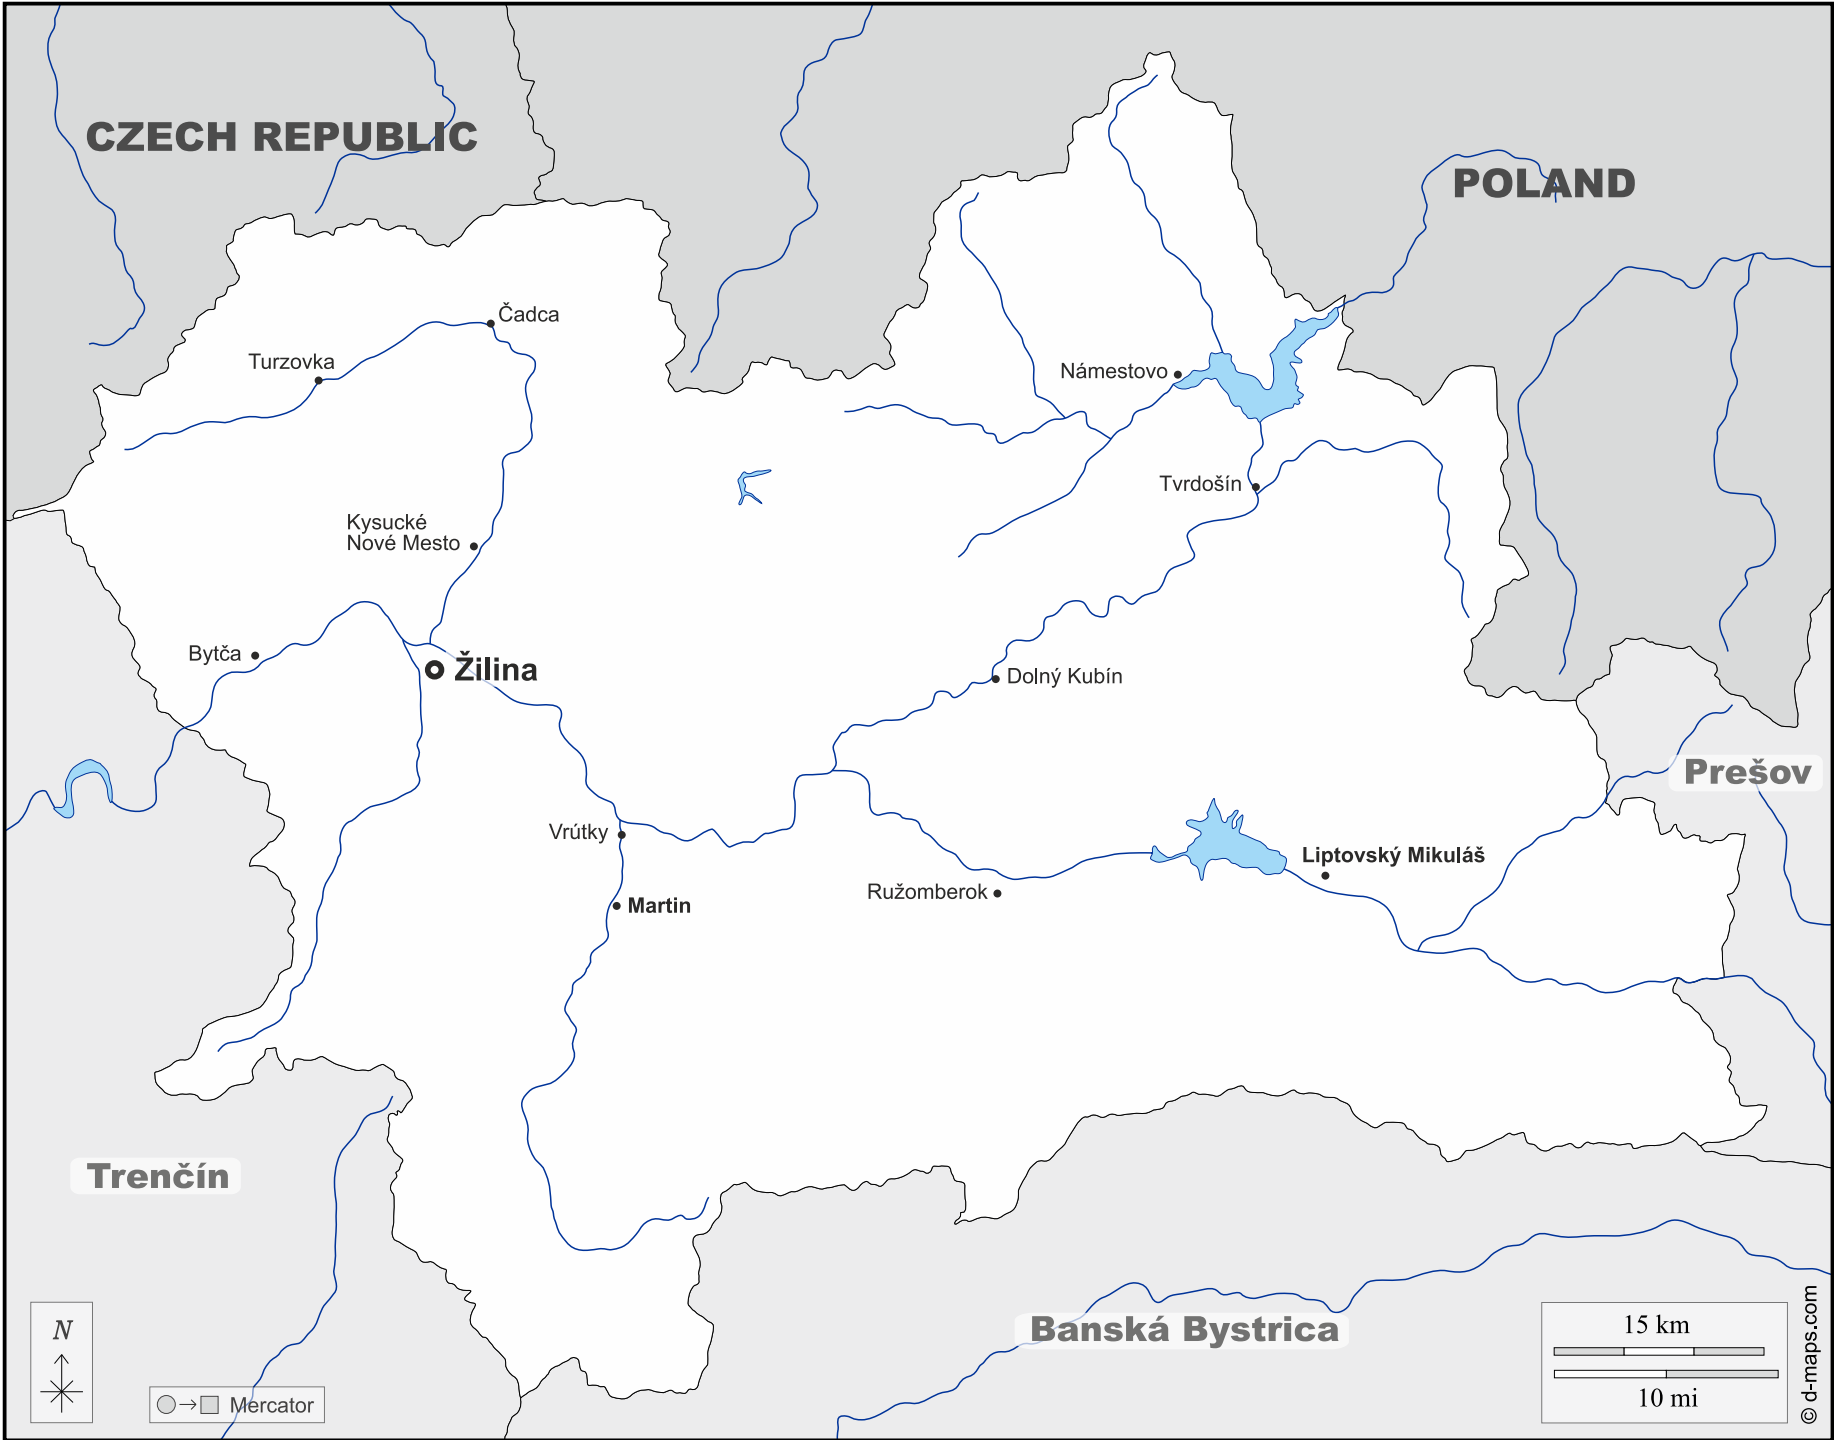 CZECH REPUBLIC
POLAND
Čadca
Turzovka
Námestovo
Tvrdošín
Kysucké
Nové Mesto
Bytča
Žilina
Dolný Kubín
Prešov
Vrútky
Liptovský Mikuláš
Ružomberok
Martin
Trenčín
Banská Bystrica
N
Mercator
15 km
10 mi
© d-maps.com